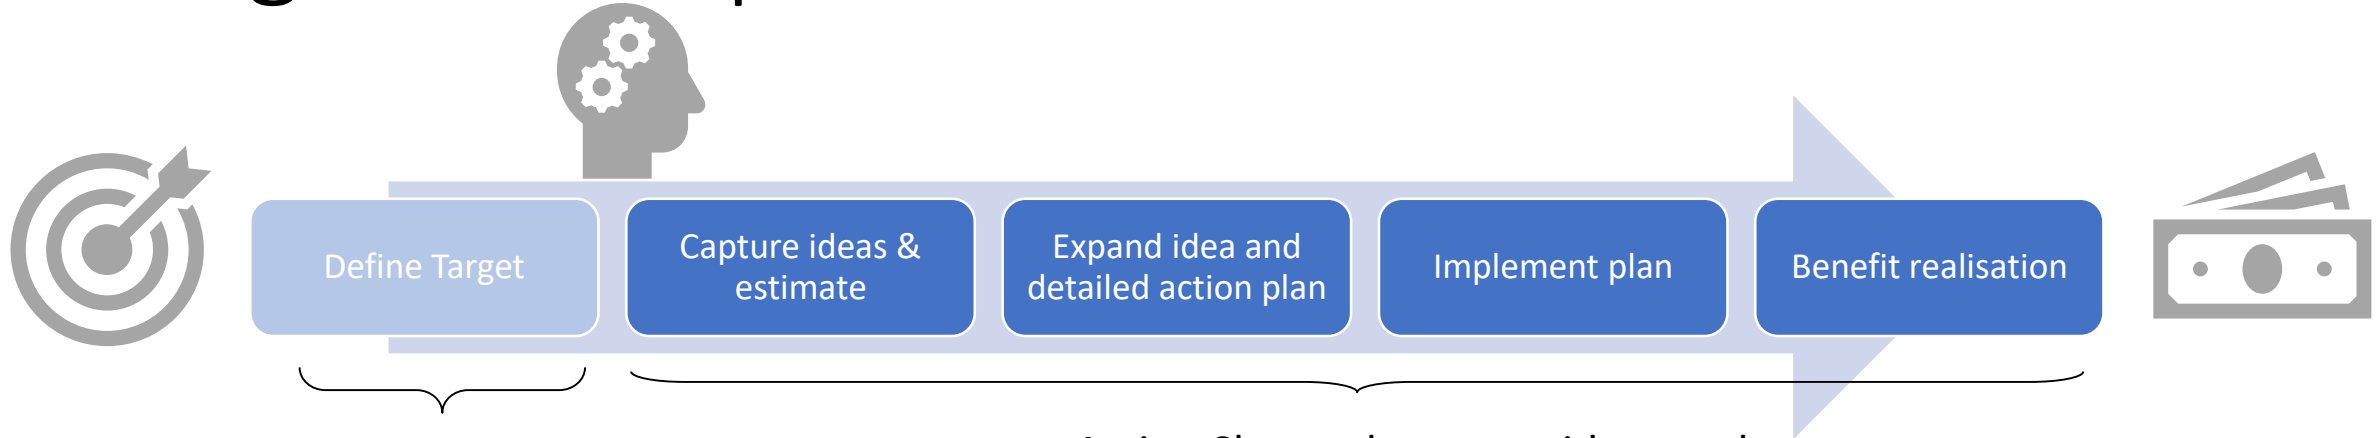 Define Target
Capture ideas &
estimate
Expand idea and
detailed action plan
Implement plan
Benefit realisation